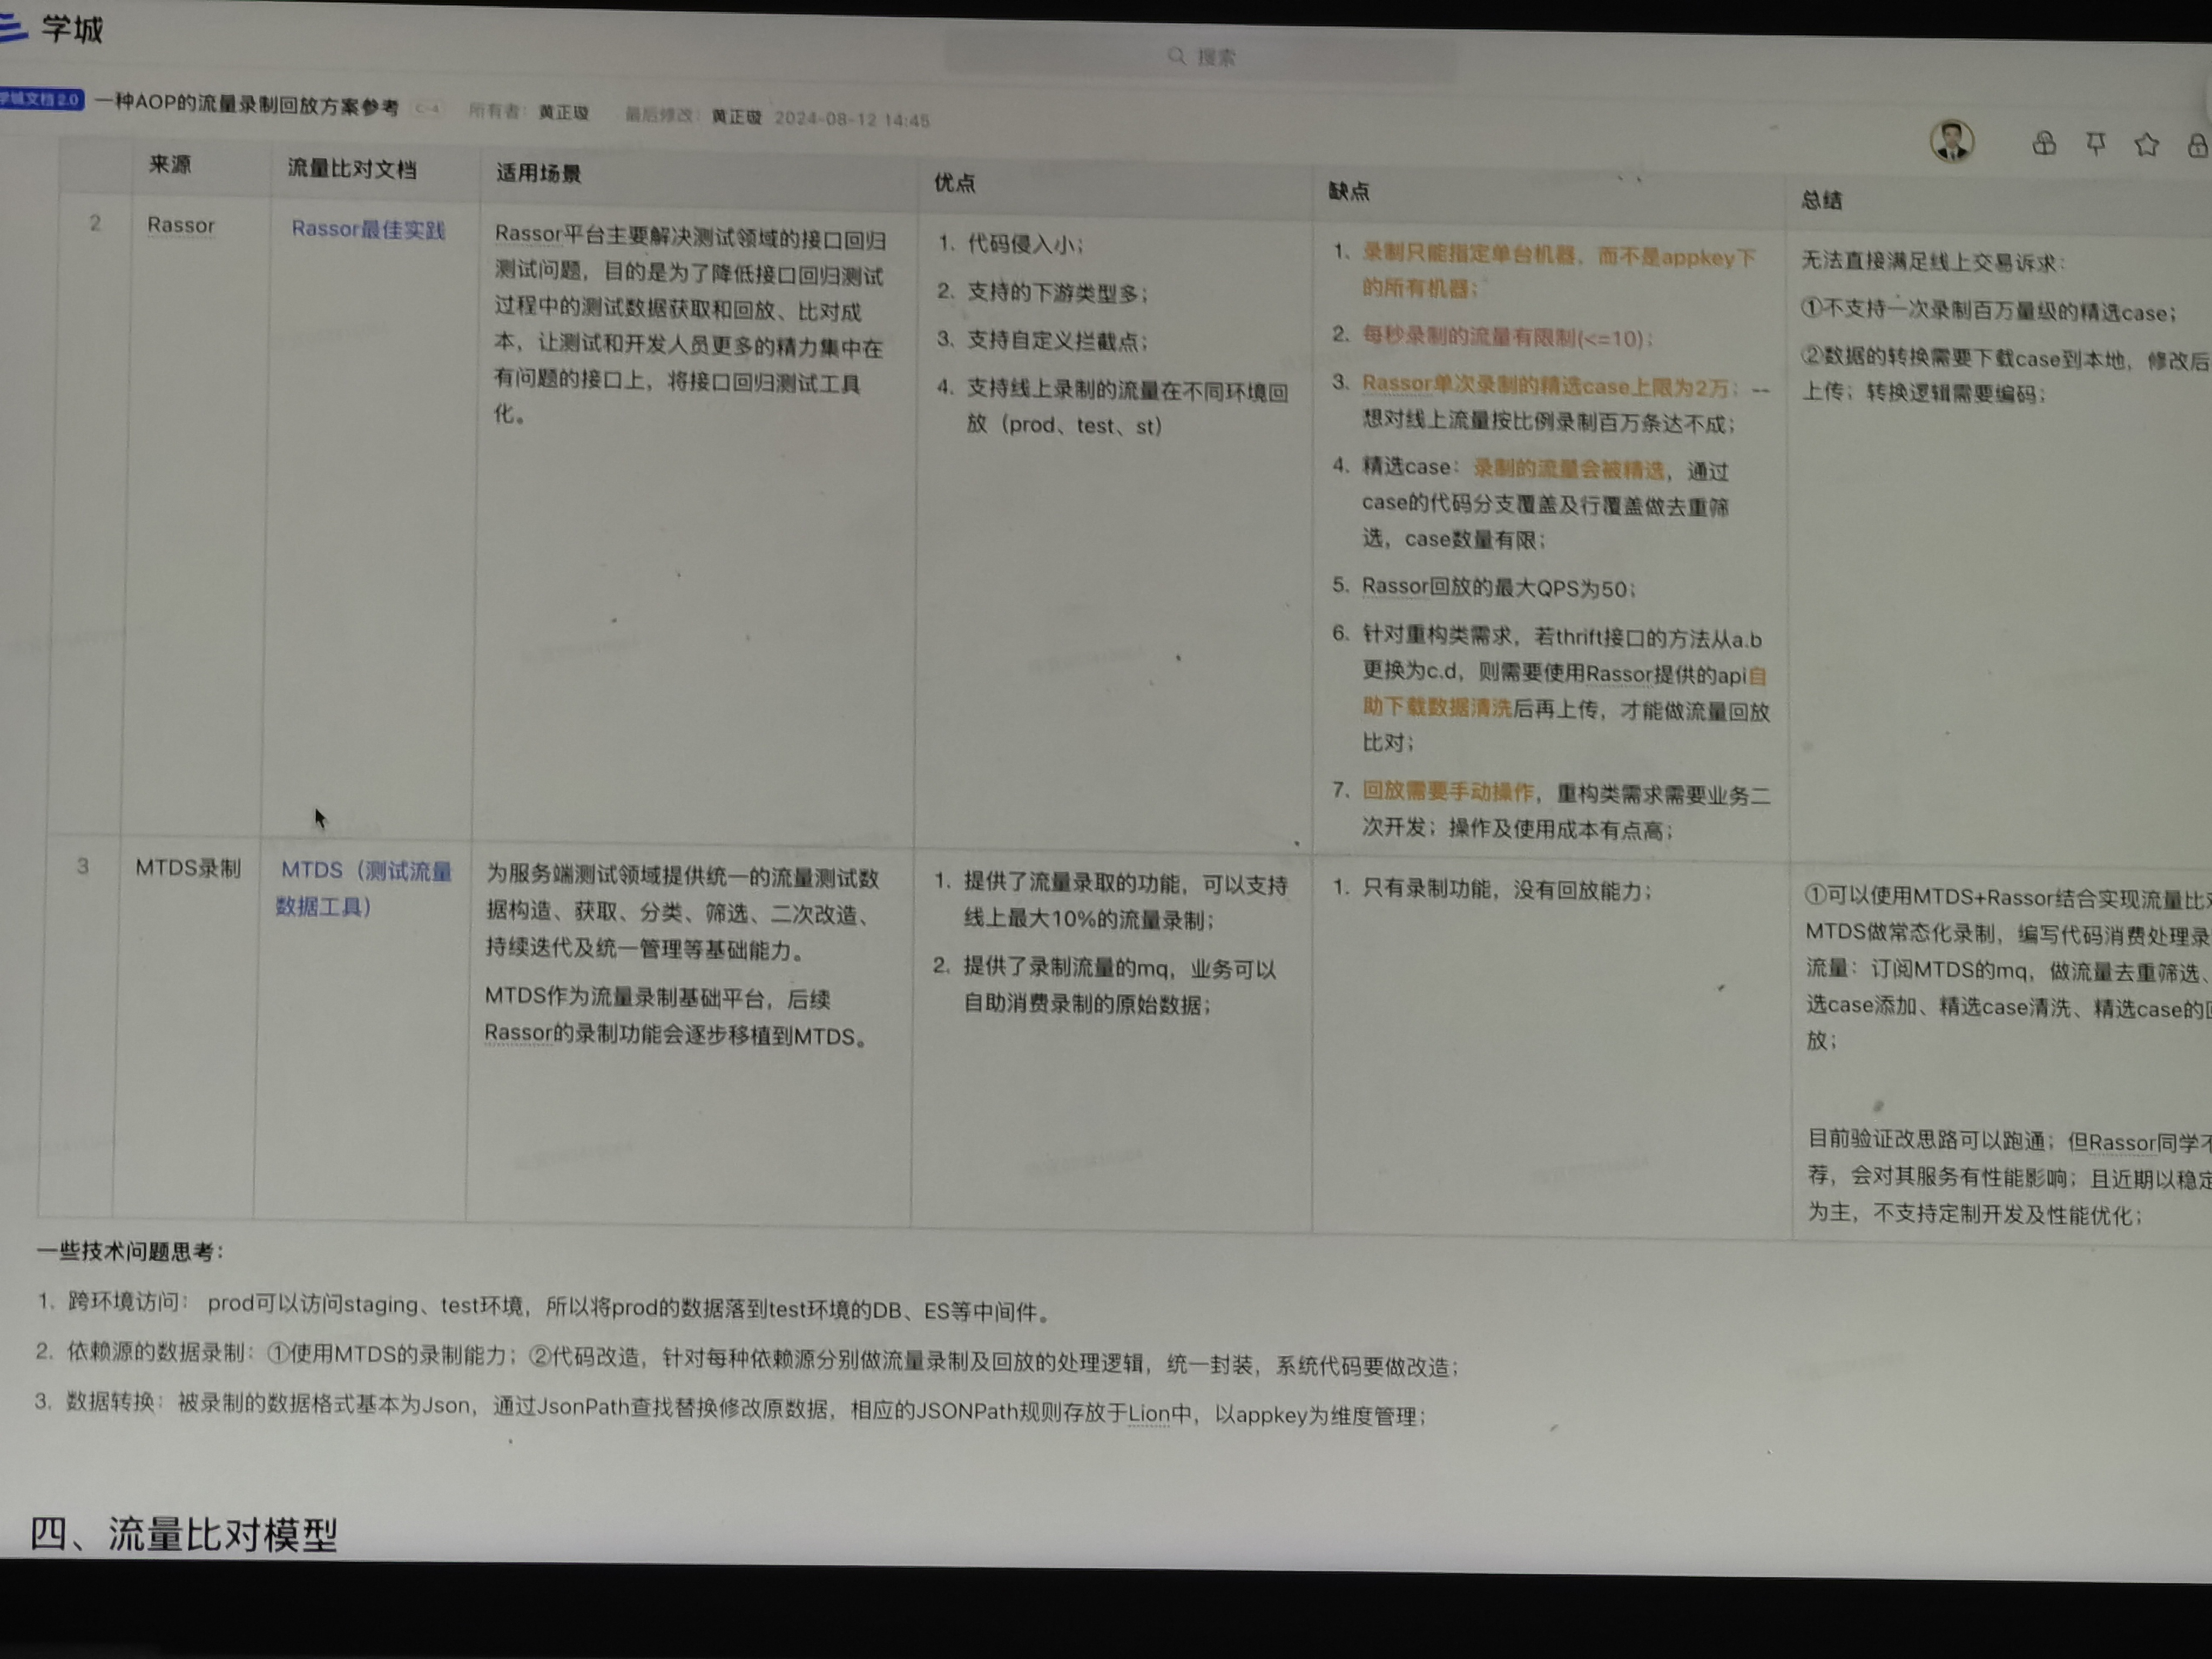 学城
搜索
学城文档 2.0 一种AOP的流量录制回放方案参考 C-4 所有者：黄正璇 最后修改：黄正璇 2024-08-12 14:45
来源
流量比对文档
适用场景
优点
缺点
总结
2
Rassor
Rassor最佳实践
Rassor平台主要解决测试领域的接口回归
测试问题，目的是为了降低接口回归测试
过程中的测试数据获取和回放、比对成
本，让测试和开发人员更多的精力集中在
有问题的接口上，将接口回归测试工具
化。
1. 代码侵入小；
2. 支持的下游类型多；
3. 支持自定义拦截点；
4. 支持线上录制的流量在不同环境回
放（prod、test、st）
1. 录制只能指定单台机器，而不是appkey下
的所有机器；
2. 每秒录制的流量有限制(<=10)；
3. Rassor单次录制的精选case上限为2万；--
想对线上流量按比例录制百万条达不成；
4. 精选case：录制的流量会被精选，通过
case的代码分支覆盖及行覆盖做去重筛
选，case数量有限；
5. Rassor回放的最大QPS为50；
6. 针对重构类需求，若thrift接口的方法从a.b
更换为c.d，则需要使用Rassor提供的api自
助下载数据清洗后再上传，才能做流量回放
比对；
7. 回放需要手动操作，重构类需求需要业务二
次开发；操作及使用成本有点高；
无法直接满足线上交易诉求：
①不支持一次录制百万量级的精选case；
②数据的转换需要下载case到本地，修改后
上传；转换逻辑需要编码；
3
MTDS录制
MTDS（测试流量
数据工具）
为服务端测试领域提供统一的流量测试数
据构造、获取、分类、筛选、二次改造、
持续迭代及统一管理等基础能力。
MTDS作为流量录制基础平台，后续
Rassor的录制功能会逐步移植到MTDS。
1. 提供了流量录取的功能，可以支持
线上最大10%的流量录制；
2. 提供了录制流量的mq，业务可以
自助消费录制的原始数据；
1. 只有录制功能，没有回放能力；
①可以使用MTDS+Rassor结合实现流量比对
MTDS做常态化录制，编写代码消费处理录
流量：订阅MTDS的mq，做流量去重筛选、
选case添加、精选case清洗、精选case的回
放；
目前验证改思路可以跑通；但Rassor同学不
荐，会对其服务有性能影响；且近期以稳定
为主，不支持定制开发及性能优化；
一些技术问题思考：
1. 跨环境访问： prod可以访问staging、test环境，所以将prod的数据落到test环境的DB、ES等中间件。
2. 依赖源的数据录制：①使用MTDS的录制能力；②代码改造，针对每种依赖源分别做流量录制及回放的处理逻辑，统一封装，系统代码要做改造；
3. 数据转换：被录制的数据格式基本为Json，通过JsonPath查找替换修改原数据，相应的JSONPath规则存放于Lion中，以appkey为维度管理；
四、流量比对模型